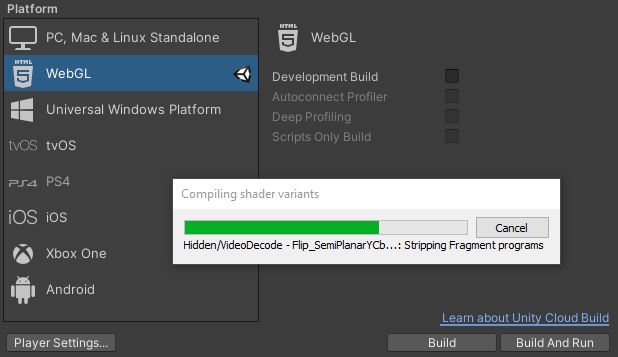 Platform
PC, Mac & Linux Standalone
HTML 5 WebGL
Universal Windows Platform
tvOS tvOS
PS4
iOS iOS
Xbox One
Android
HTML 5 WebGL
Development Build
Autoconnect Profiler
Deep Profiling
Scripts Only Build
Compiling shader variants
Cancel
Hidden/VideoDecode - Flip_SemiPlanarYCb...: Stripping Fragment programs
Learn about Unity Cloud Build
Player Settings...
Build
Build And Run